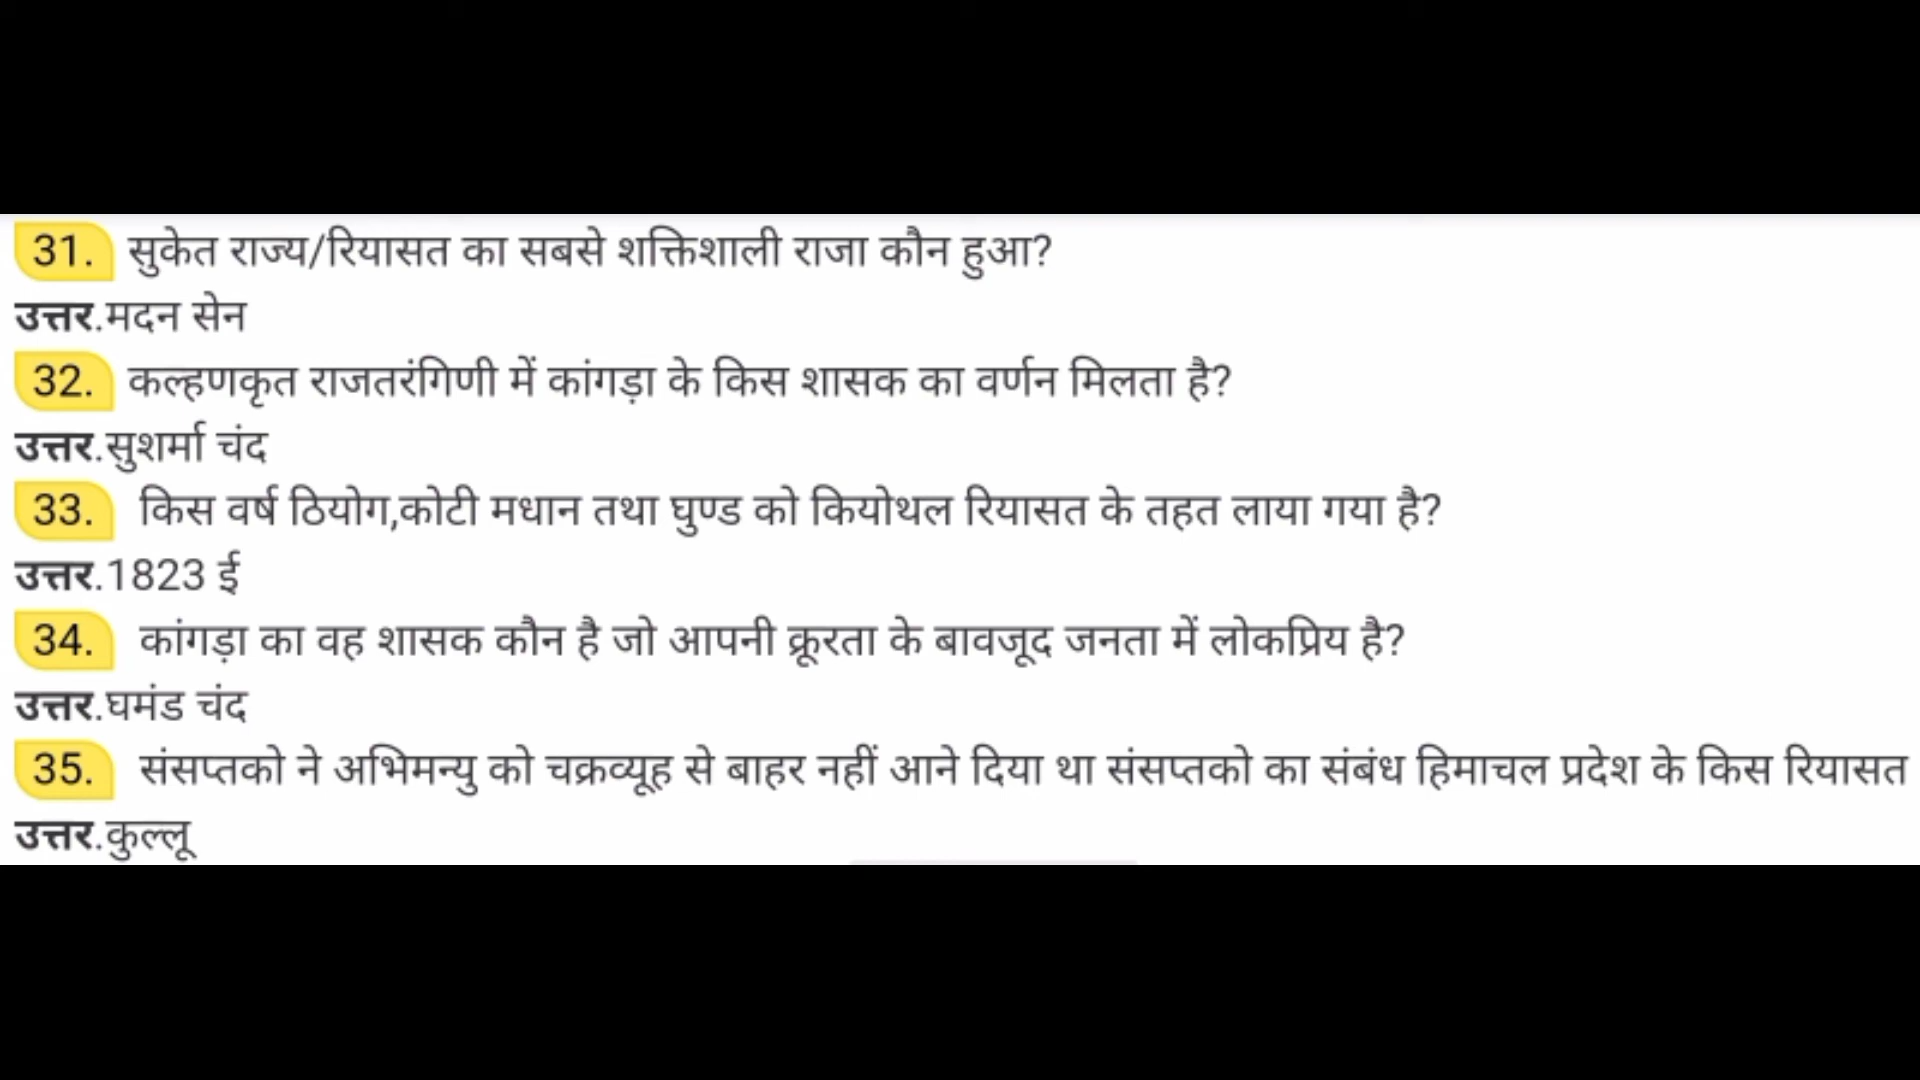 31. सुकेत राज्य/रियासत का सबसे शक्तिशाली राजा कौन हुआ?
उत्तर.मदन सेन
32. कल्हणकृत राजतरंगिणी में कांगड़ा के किस शासक का वर्णन मिलता है?
उत्तर.सुशर्मा चंद
33. किस वर्ष ठियोग,कोटी मधान तथा घुण्ड को कियोथल रियासत के तहत लाया गया है?
उत्तर.1823 ई
34. कांगड़ा का वह शासक कौन है जो आपनी क्रूरता के बावजूद जनता में लोकप्रिय है?
उत्तर.घमंड चंद
35. संसप्तको ने अभिमन्यु को चक्रव्यूह से बाहर नहीं आने दिया था संसप्तको का संबंध हिमाचल प्रदेश के किस रियासत
उत्तर.कुल्लू